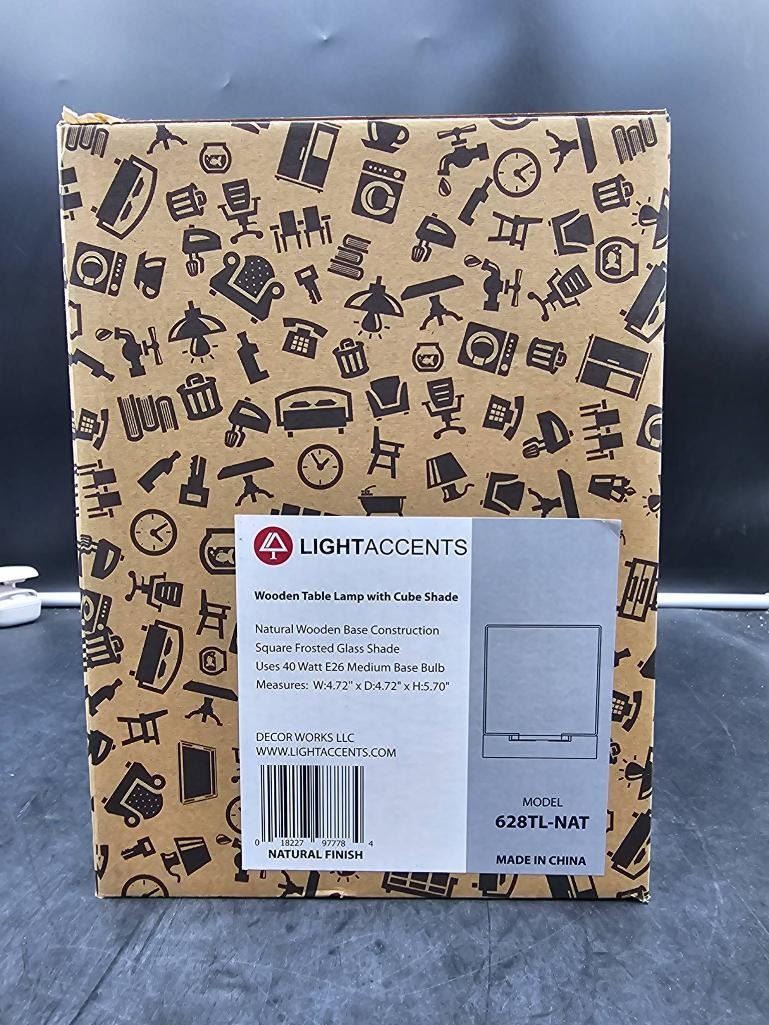 LIGHTACCENTS
Wooden Table Lamp with Cube Shade
Natural Wooden Base Construction
Square Frosted Glass Shade
Uses 40 Watt E26 Medium Base Bulb
Measures: W:4.72" x D:4.72" x H:5.70"
DECOR WORKS LLC
WWW.LIGHTACCENTS.COM
0 18227 97778 4
NATURAL FINISH
MODEL
628TL-NAT
MADE IN CHINA